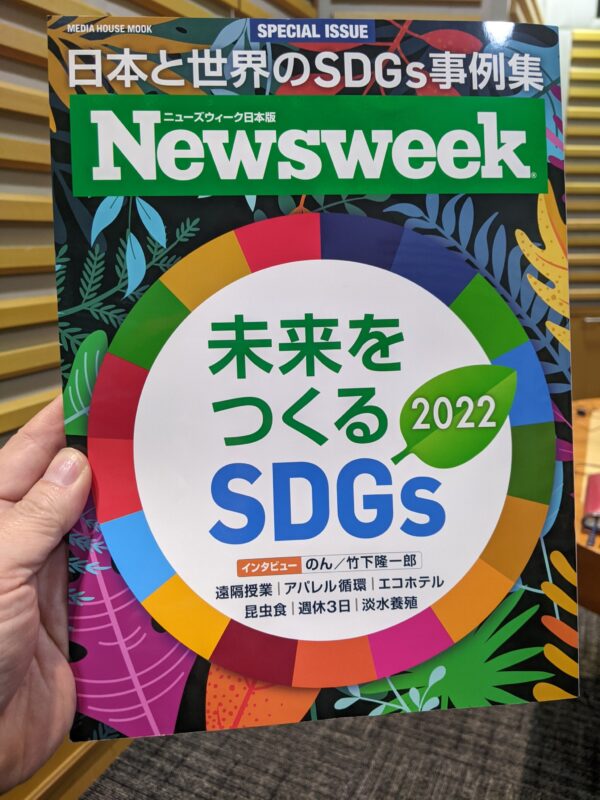 MEDIA HOUSE MOOK
SPECIAL ISSUE
日本と世界のSDGs事例集
ニューズウィーク日本版
Newsweek®
未来を
つくる
2022
SDGs
インタビュー のん／竹下隆一郎
遠隔授業｜アパレル循環｜エコホテル
昆虫食｜週休3日｜淡水養殖